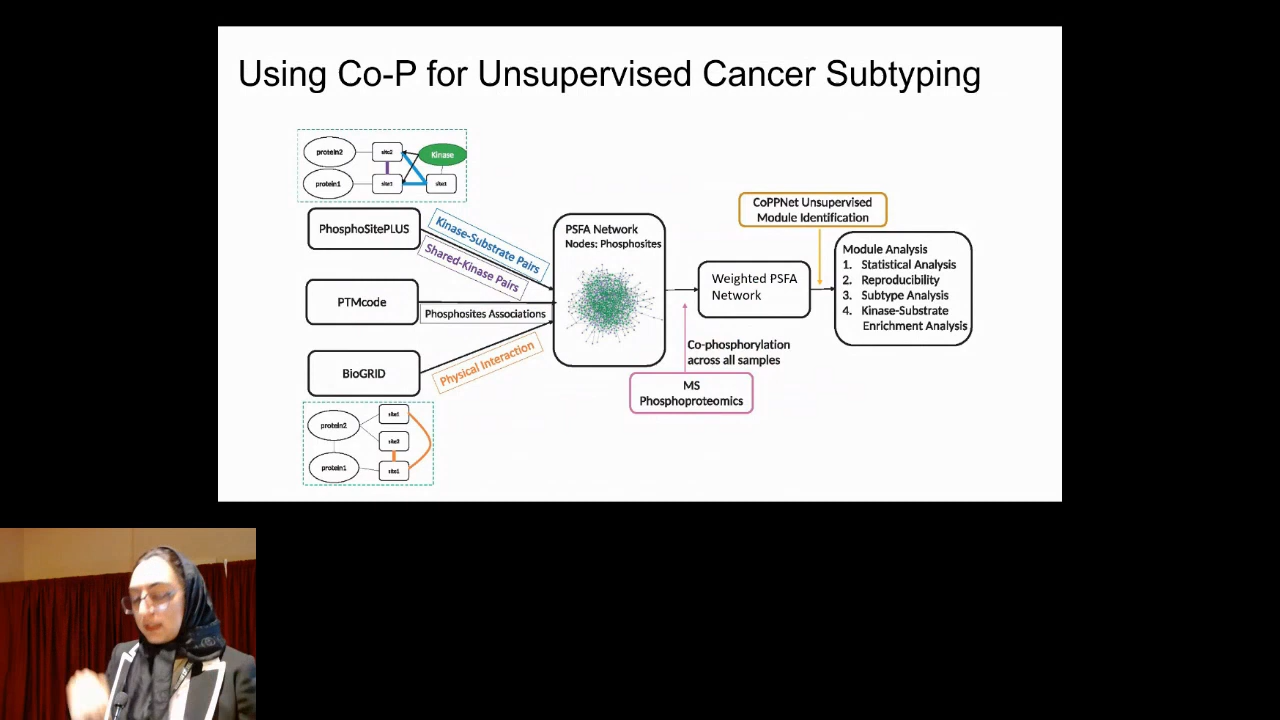 Using Co-P for Unsupervised Cancer Subtyping
protein2
site2
Kinase
protein1
site1
site1
PhosphoSitePLUS
Kinase-Substrate Pairs
Shared-Kinase Pairs
PTMcode
Phosphosites Associations
BioGRID
Physical Interaction
protein2
site1
site2
protein1
site1
PSFA Network
Nodes: Phosphosites
Weighted PSFA
Network
Co-phosphorylation
across all samples
MS
Phosphoproteomics
CoPPNet Unsupervised
Module Identification
Module Analysis
1. Statistical Analysis
2. Reproducibility
3. Subtype Analysis
4. Kinase-Substrate
Enrichment Analysis